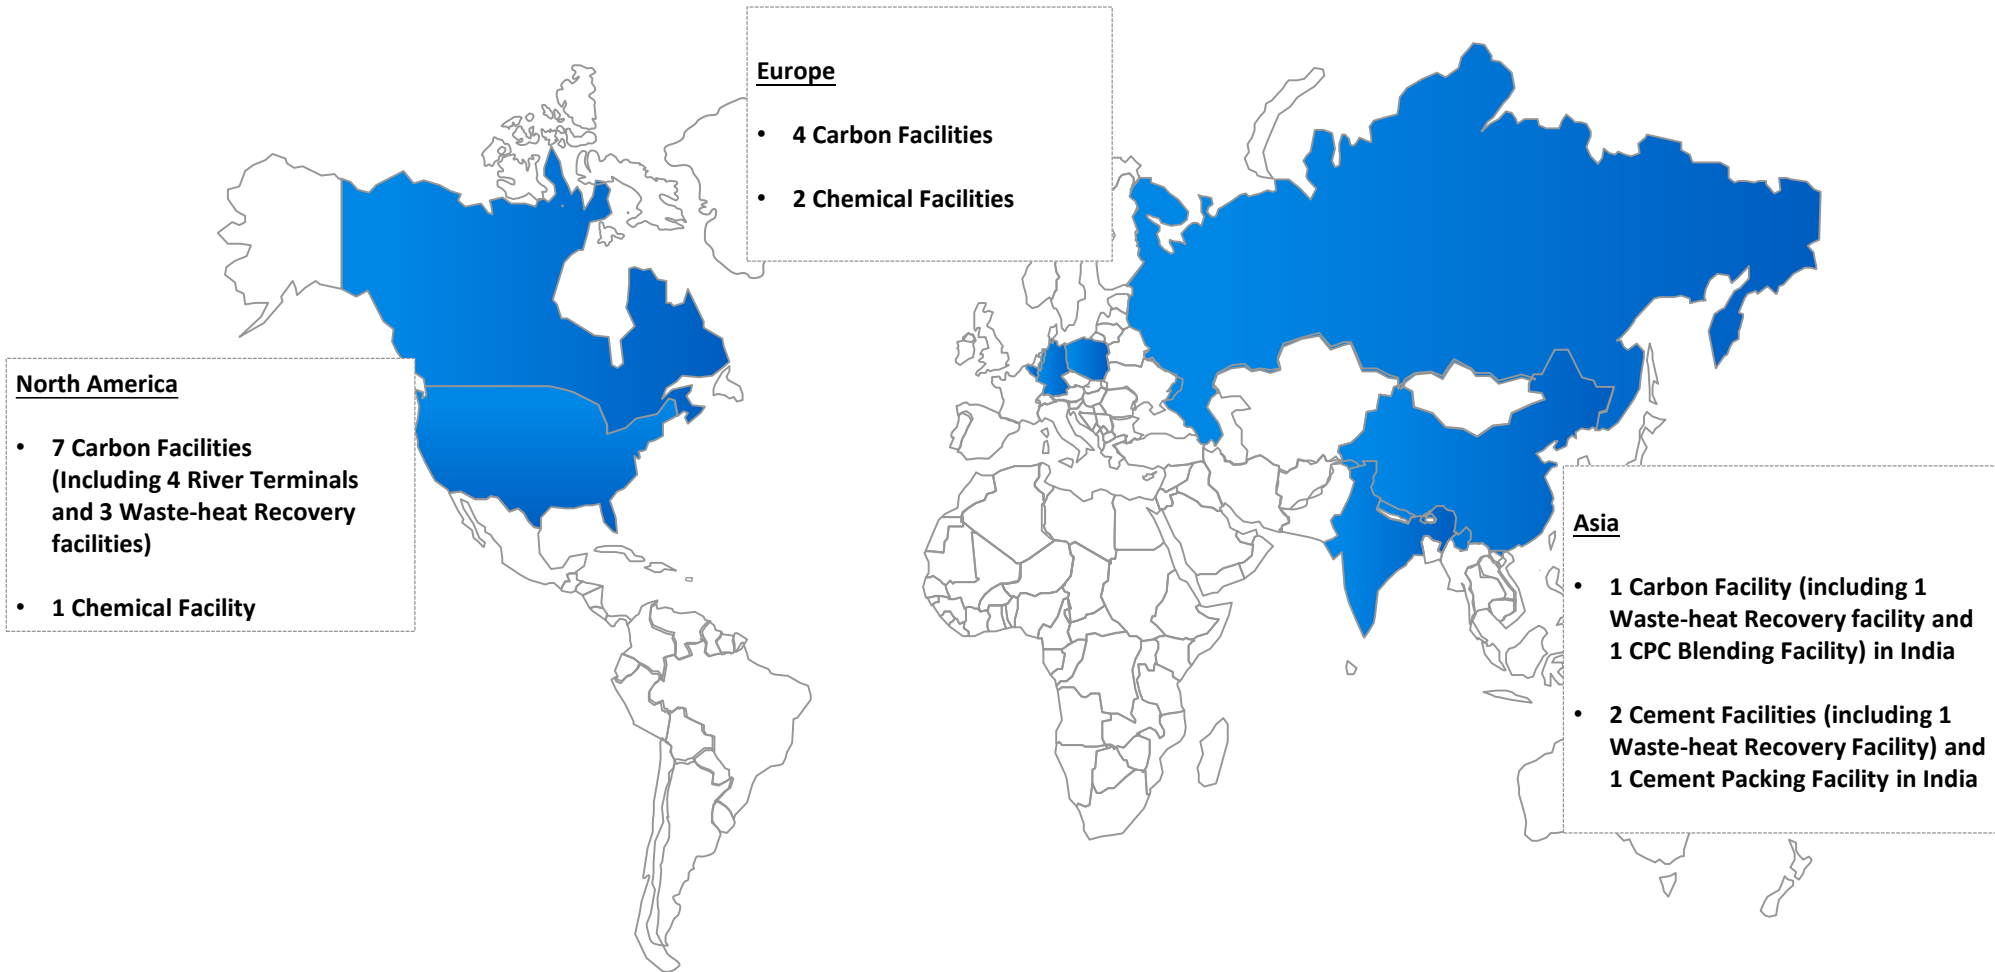 Europe
• 4 Carbon Facilities
• 2 Chemical Facilities
North America
• 7 Carbon Facilities
(Including 4 River Terminals
and 3 Waste-heat Recovery
facilities)
• 1 Chemical Facility
Asia
• 1 Carbon Facility (including 1
Waste-heat Recovery facility and
1 CPC Blending Facility) in India
• 2 Cement Facilities (including 1
Waste-heat Recovery Facility) and
1 Cement Packing Facility in India